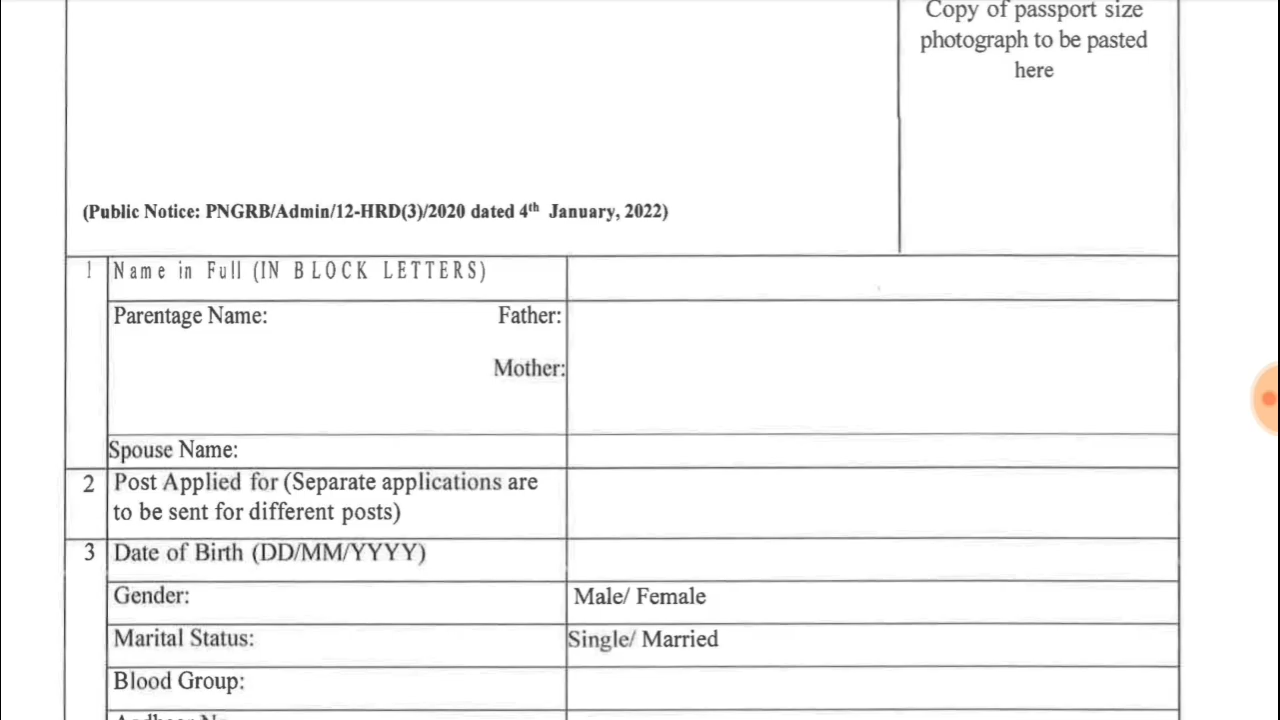 Copy of passport size
photograph to be pasted
here
(Public Notice: PNGRB/Admin/12-HRD(3)/2020 dated 4th January, 2022)
! Name in Full (IN BLOCK LETTERS)
Parentage Name: Father:
Mother:
Spouse Name:
2 Post Applied for (Separate applications are
to be sent for different posts)
3 Date of Birth (DD/MM/YYYY)
Gender: Male/ Female
Marital Status: Single/ Married
Blood Group: